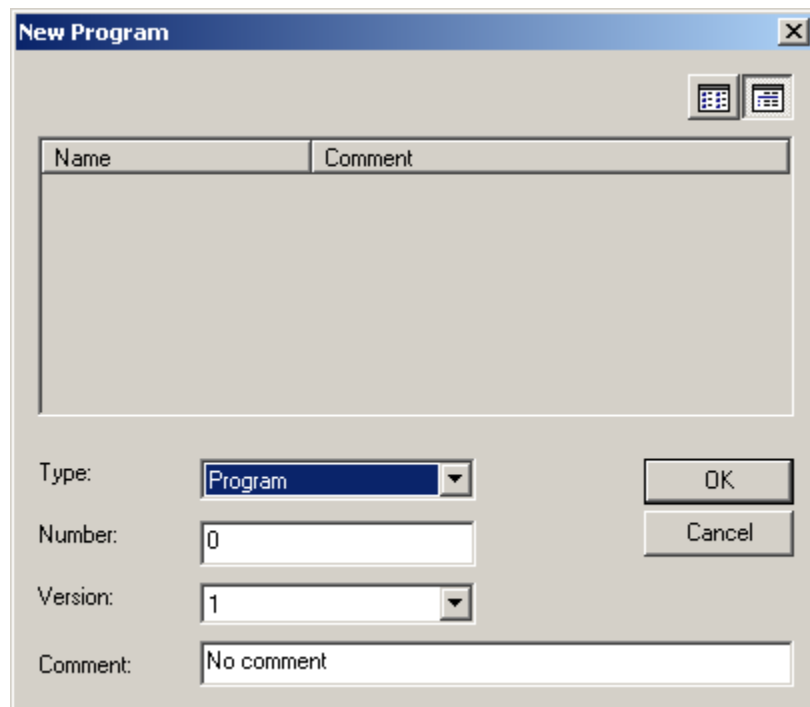 New Program
Name Comment
Type: Program OK
Number: 0 Cancel
Version: 1
Comment: No comment